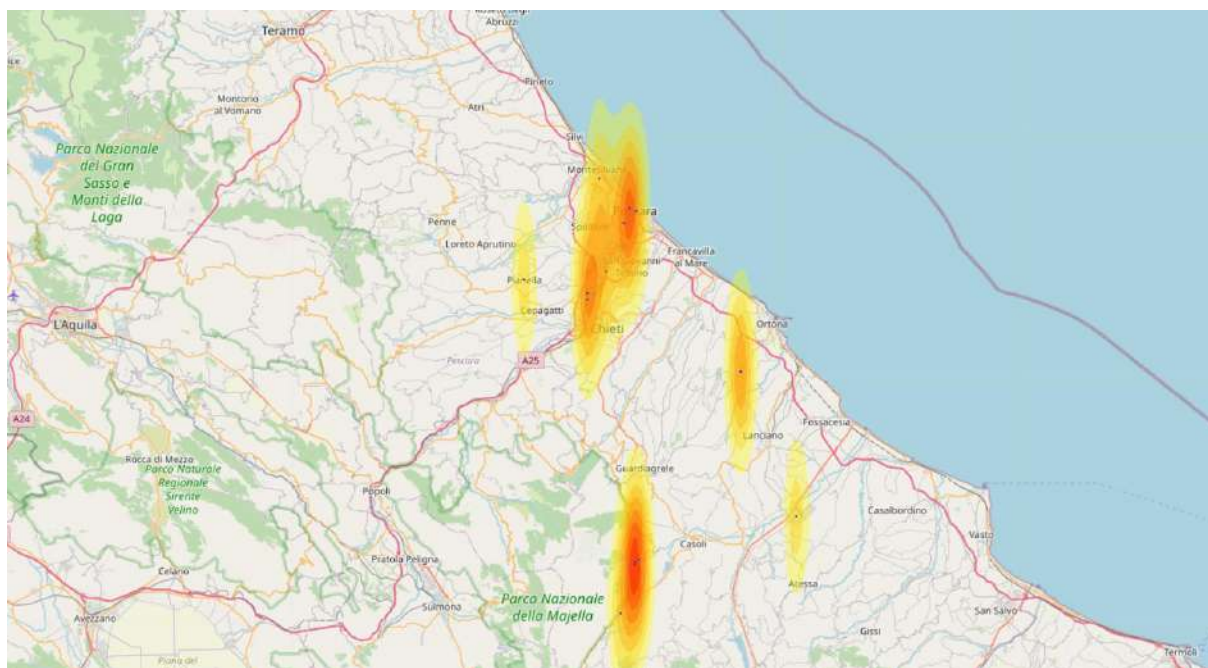 Abruzzi
Teramo
Pineto
Montorio
al Vomano
Atri
Silvi
Parco Nazionale
del Gran
Sasso e
Monti della
Laga
Penne
Loreto Aprutino
Francavilla
al Mare
Cepagatti
Chieti
Ortona
L'Aquila
Pescara
A25
A24
Lanciano
Fossacesia
Rocca di Mezzo
Parco Naturale
Regionale
Sirente
Velino
Popoli
Guardiagrele
Casalbordino
Vasto
Casoli
Pratola Peligna
Celano
Sulmona
Parco Nazionale
della Majella
Atessa
San Salvo
Avezzano
Gissi
Termoli
Piana del